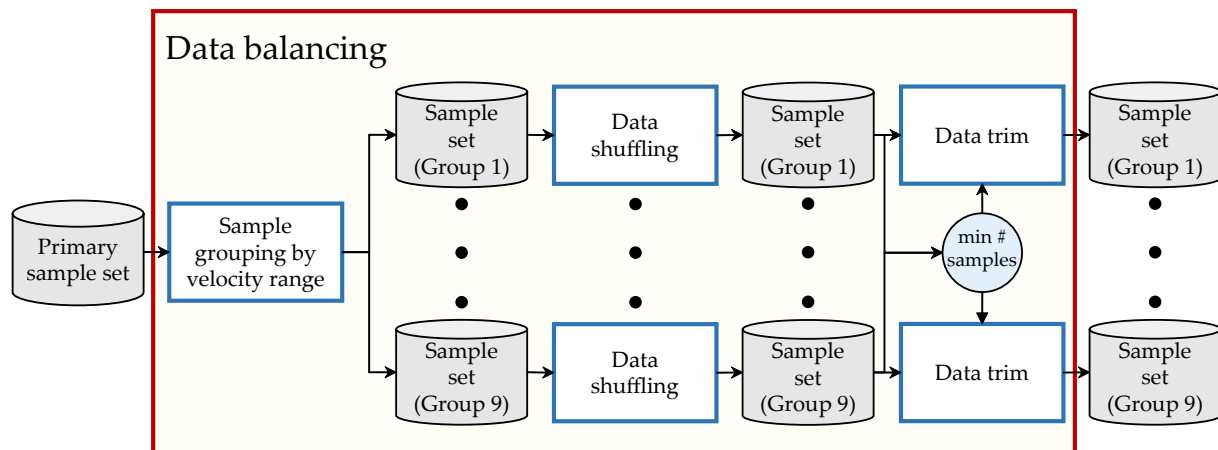 Data balancing
Sample
set
(Group 1)
Data
shuffling
Sample
set
(Group 1)
Data trim
Sample
set
(Group 1)
Primary
sample set
Sample
grouping by
velocity range
min #
samples
Sample
set
(Group 9)
Data
shuffling
Sample
set
(Group 9)
Data trim
Sample
set
(Group 9)